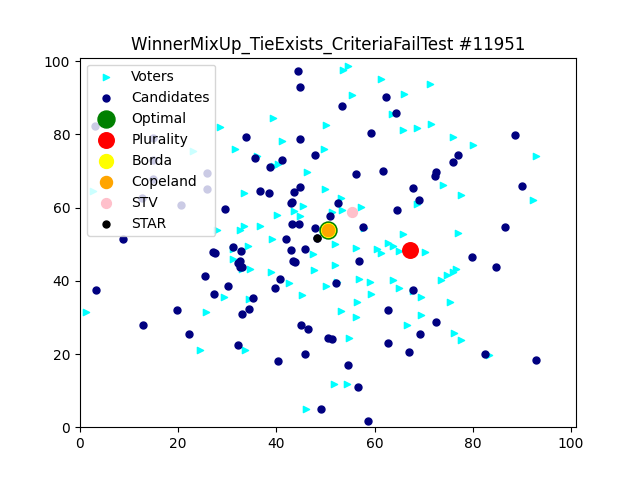 WinnerMixUp_TieExists_CriteriaFailTest #11951
100
80
60
40
20
0
0 20 40 60 80 100
Voters
Candidates
Optimal
Plurality
Borda
Copeland
STV
STAR